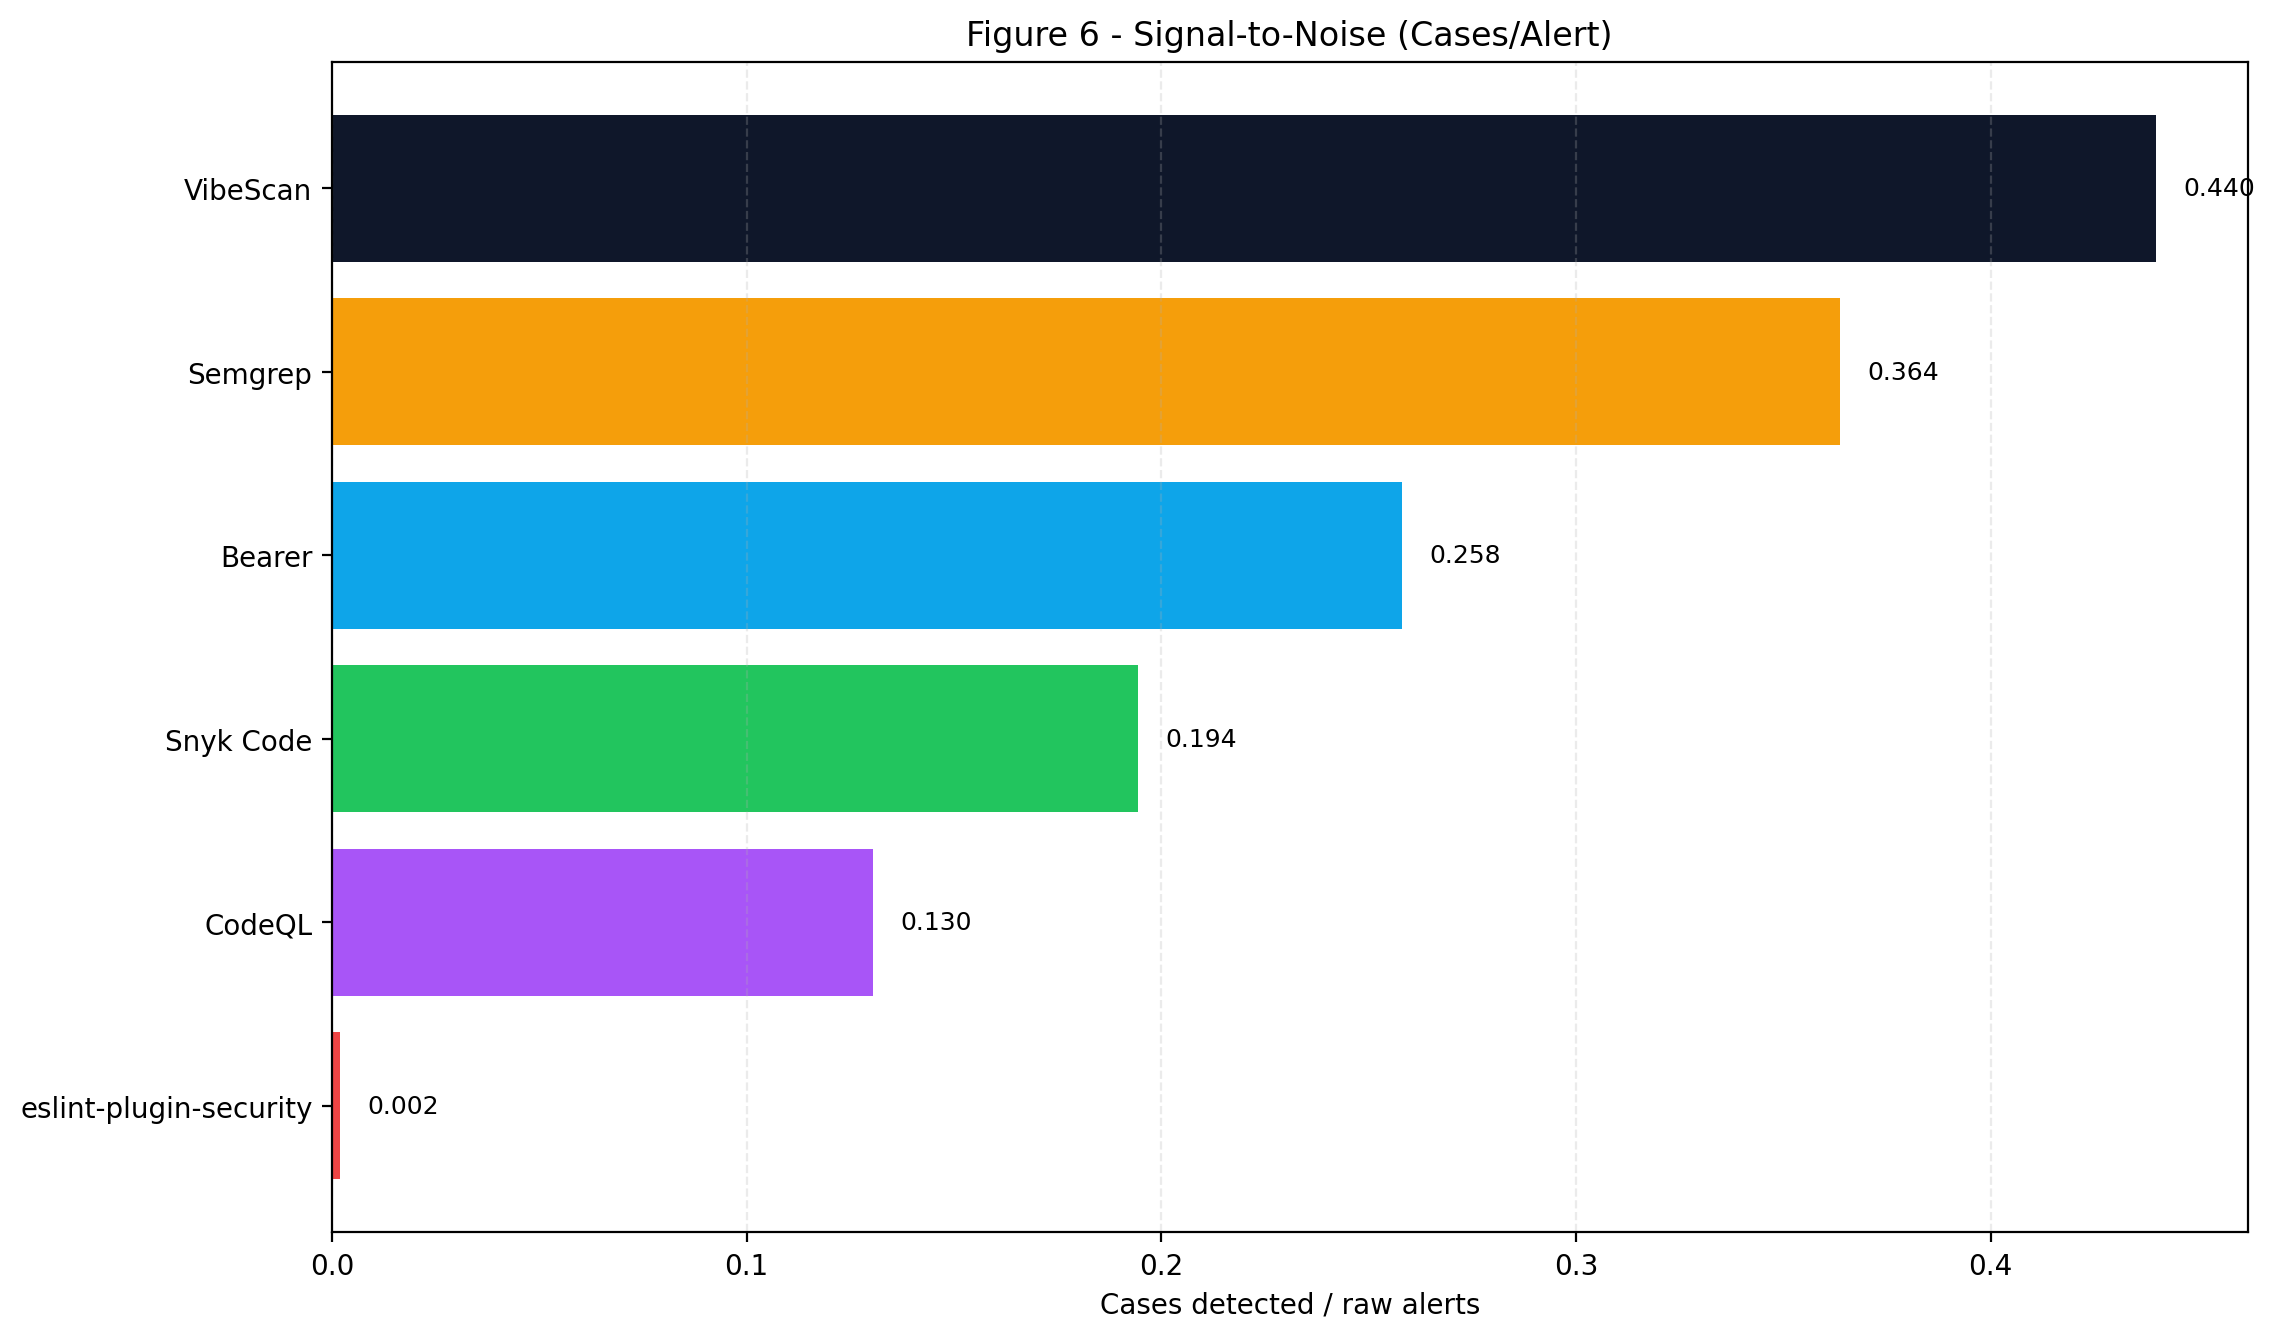 Figure 6 - Signal-to-Noise (Cases/Alert)
VibeScan
0.440
Semgrep
0.364
Bearer
0.258
Snyk Code
0.194
CodeQL
0.130
eslint-plugin-security
0.002
0.0 0.1 0.2 0.3 0.4
Cases detected / raw alerts